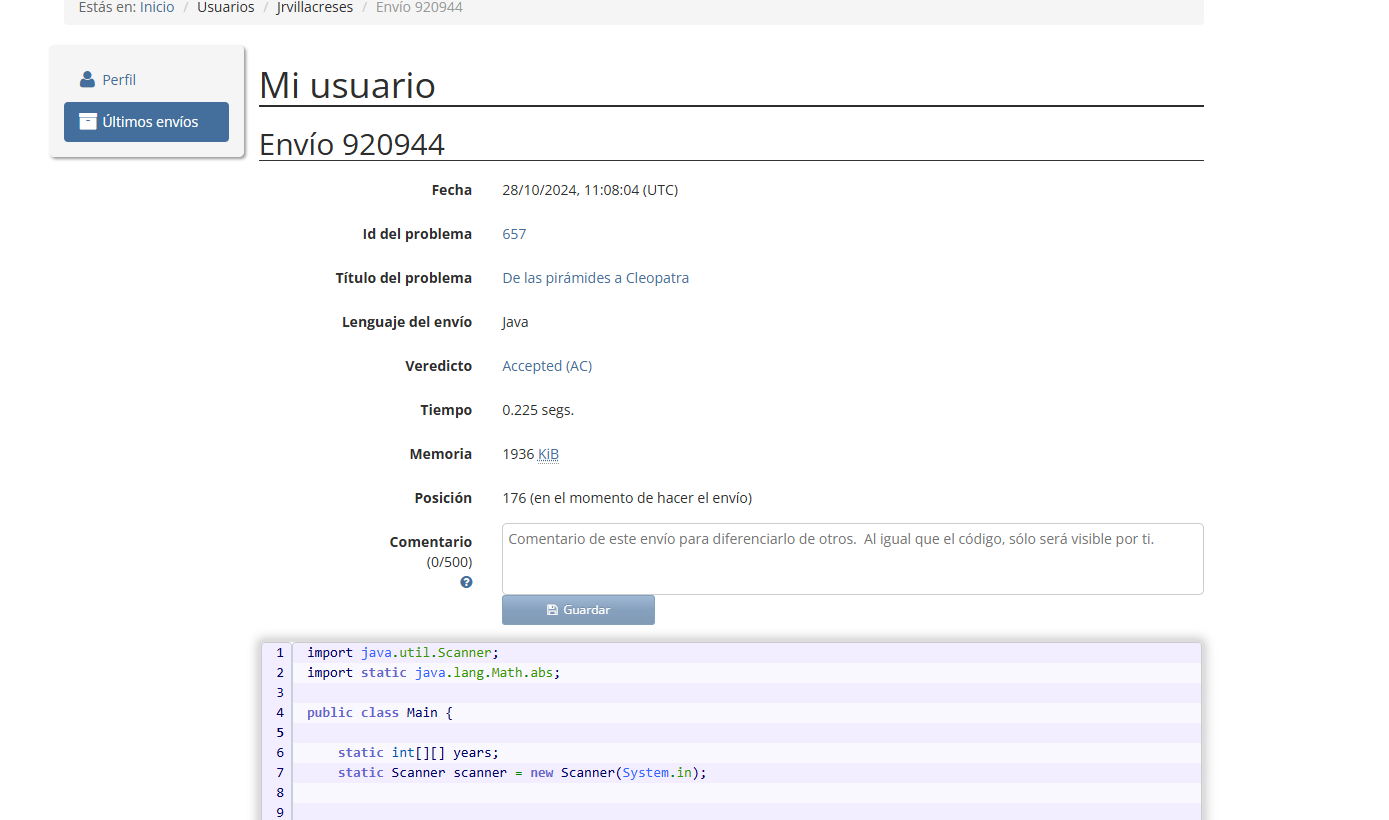 Estás en: Inicio / Usuarios / Jrvillacreses / Envío 920944
Perfil
Últimos envíos
Mi usuario
Envío 920944
Fecha 28/10/2024, 11:08:04 (UTC)
Id del problema 657
Título del problema De las pirámides a Cleopatra
Lenguaje del envío Java
Veredicto Accepted (AC)
Tiempo 0.225 segs.
Memoria 1936 KiB
Posición 176 (en el momento de hacer el envío)
Comentario
(0/500)
Comentario de este envío para diferenciarlo de otros. Al igual que el código, sólo será visible por ti.
Guardar
1 import java.util.Scanner;
2 import static java.lang.Math.abs;
3
4 public class Main {
5
6 static int[][] years;
7 static Scanner scanner = new Scanner(System.in);
8
9